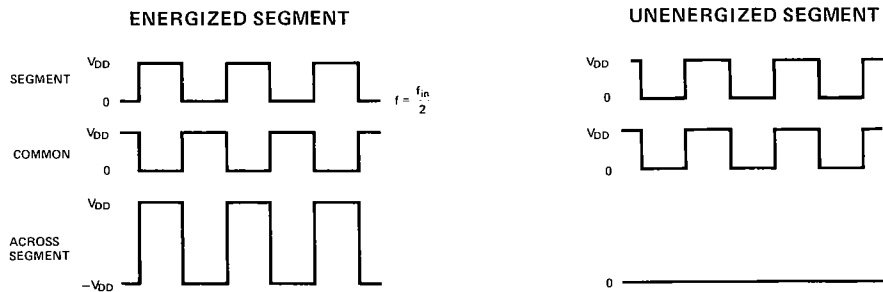 ENERGIZED SEGMENT
UNENERGIZED SEGMENT
SEGMENT
VDD
0
f = fin/2
VDD
0
COMMON
VDD
0
VDD
0
ACROSS
SEGMENT
VDD
−VDD
0